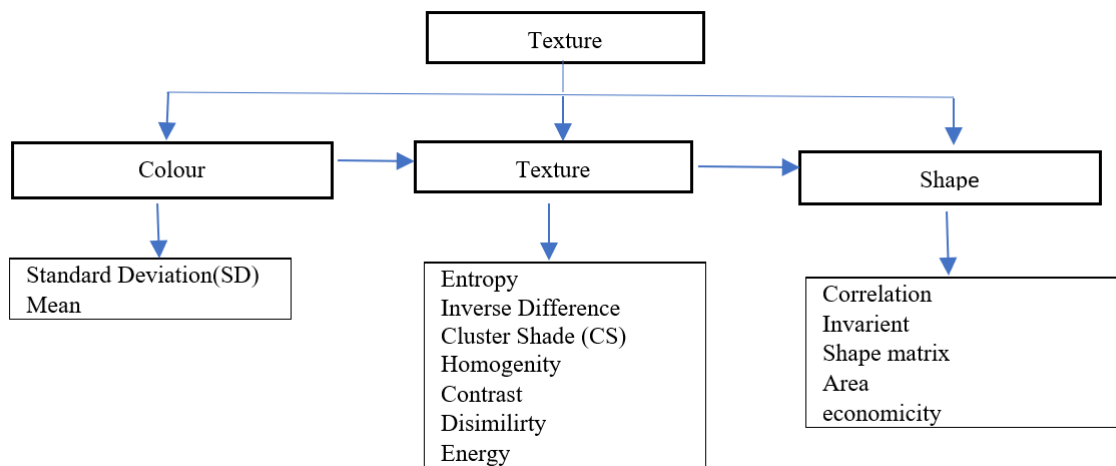 Texture
Colour
Texture
Shape
Standard Deviation(SD)
Mean
Entropy
Inverse Difference
Cluster Shade (CS)
Homogenity
Contrast
Disimilirty
Energy
Correlation
Invarient
Shape matrix
Area
economicity